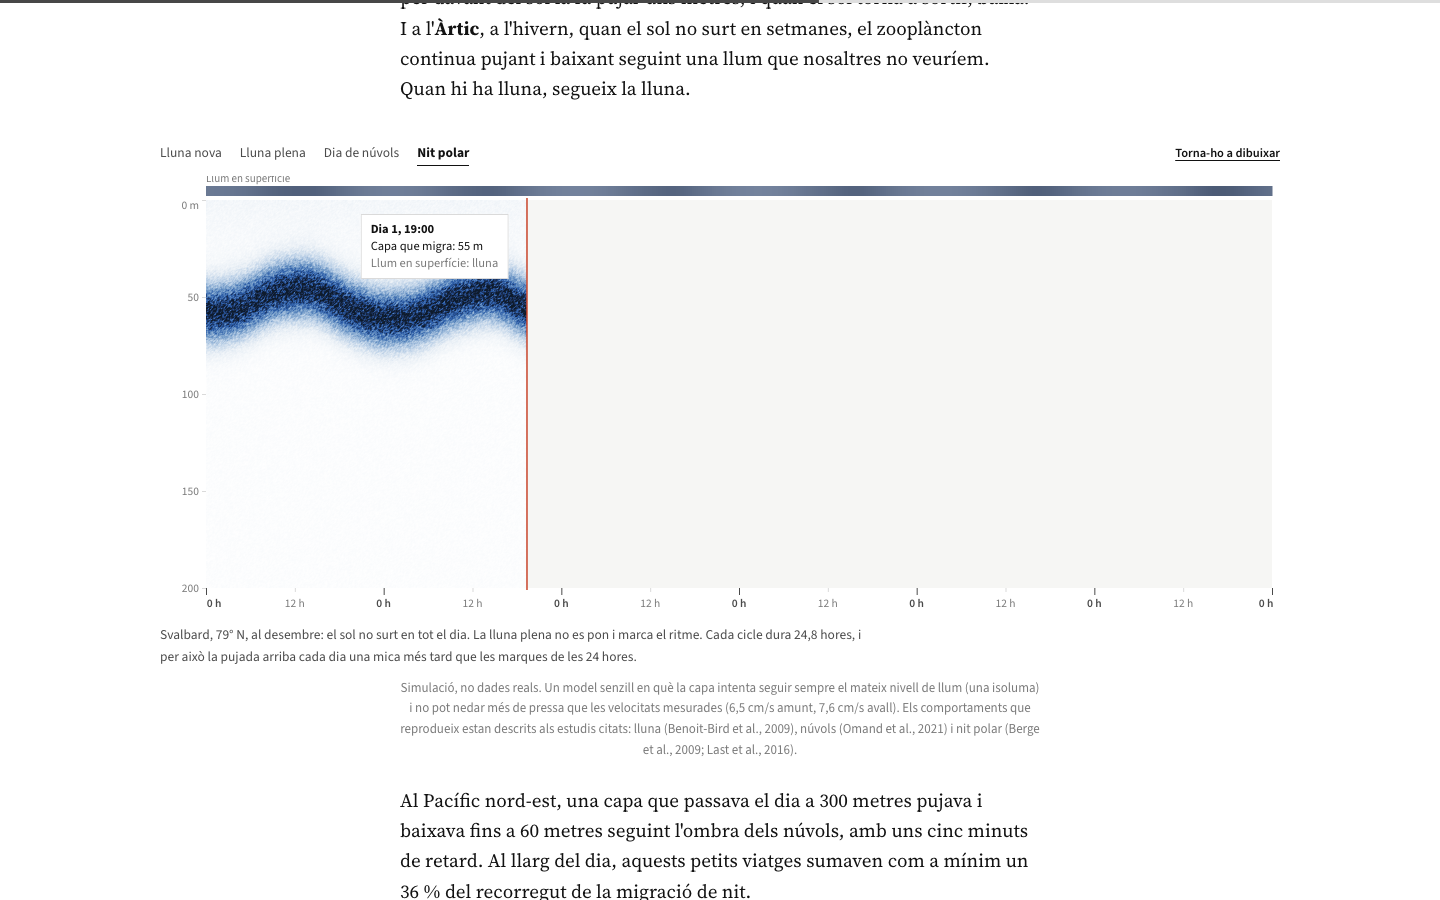 I a l'Àrtic, a l'hivern, quan el sol no surt en setmanes, el zooplàncton
continua pujant i baixant seguint una llum que nosaltres no veuríem.
Quan hi ha lluna, segueix la lluna.
Lluna nova Lluna plena Dia de núvols Nit polar Torna-ho a dibuixar
Llum en superfície
0 m
Dia 1, 19:00
Capa que migra: 55 m
Llum en superfície: lluna
50
100
150
200
0 h 12 h 0 h 12 h 0 h 12 h 0 h 12 h 0 h 12 h 0 h 12 h 0 h
Svalbard, 79° N, al desembre: el sol no surt en tot el dia. La lluna plena no es pon i marca el ritme. Cada cicle dura 24,8 hores, i
per això la pujada arriba cada dia una mica més tard que les marques de les 24 hores.
Simulació, no dades reals. Un model senzill en què la capa intenta seguir sempre el mateix nivell de llum (una isoluma)
i no pot nedar més de pressa que les velocitats mesurades (6,5 cm/s amunt, 7,6 cm/s avall). Els comportaments que
reprodueix estan descrits als estudis citats: lluna (Benoit-Bird et al., 2009), núvols (Omand et al., 2021) i nit polar (Berge
et al., 2009; Last et al., 2016).
Al Pacífic nord-est, una capa que passava el dia a 300 metres pujava i
baixava fins a 60 metres seguint l'ombra dels núvols, amb uns cinc minuts
de retard. Al llarg del dia, aquests petits viatges sumaven com a mínim un
36 % del recorregut de la migració de nit.